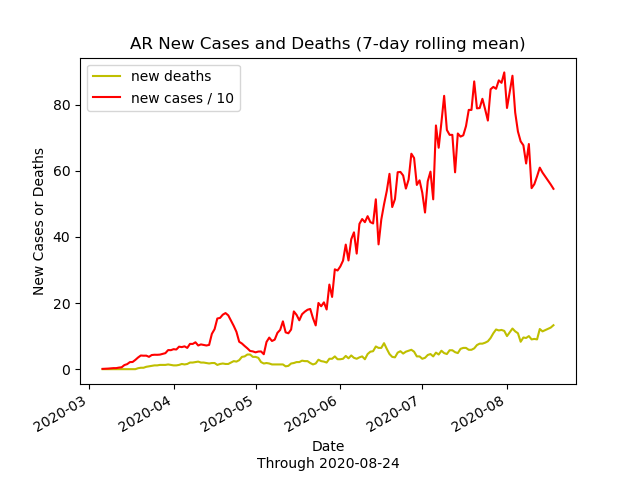 AR New Cases and Deaths (7-day rolling mean)
new deaths
new cases / 10
New Cases or Deaths
80
60
40
20
0
2020-03
2020-04
2020-05
2020-06
2020-07
2020-08
Date
Through 2020-08-24